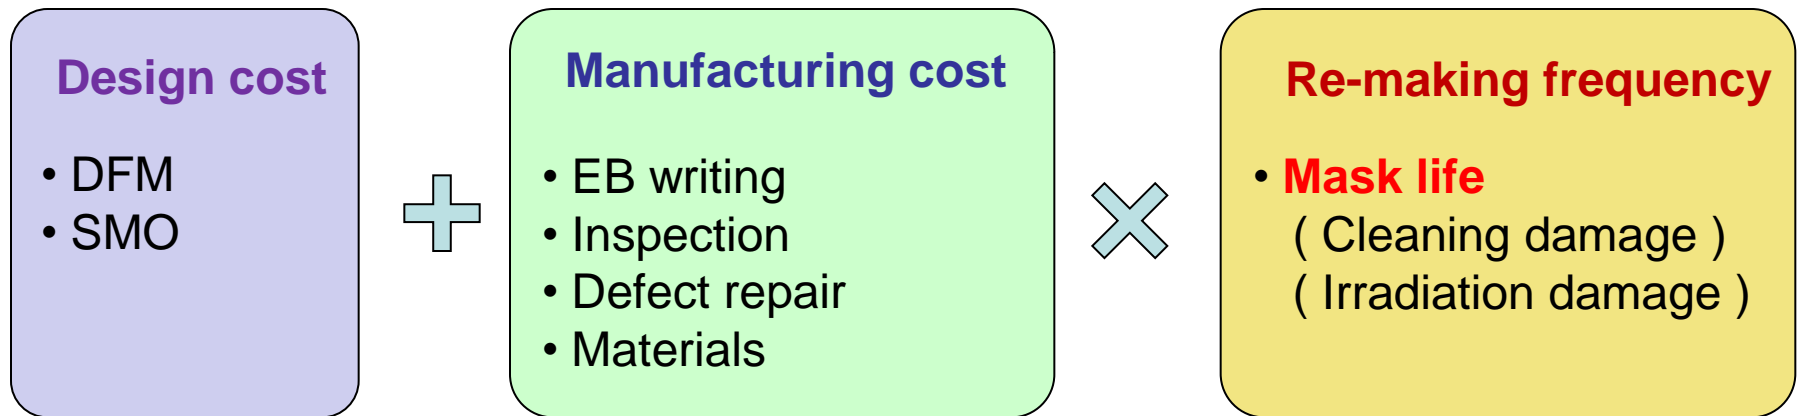 Design cost
• DFM
• SMO
Manufacturing cost
• EB writing
• Inspection
• Defect repair
• Materials
Re-making frequency
• Mask life
( Cleaning damage )
( Irradiation damage )